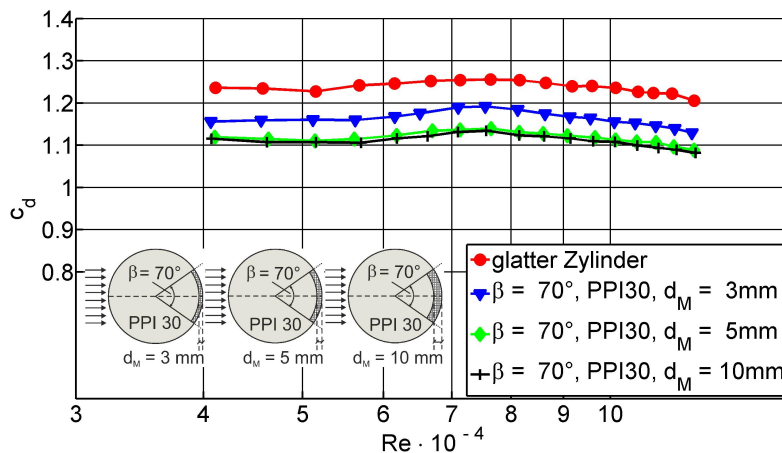 1.4
1.3
1.2
1.1
1
0.9
0.8
c_d
β = 70° β = 70° β = 70°
PPI 30 PPI 30 PPI 30
d_M = 3 mm d_M = 5 mm d_M = 10 mm
glatter Zylinder
β = 70°, PPI30, d_M = 3mm
β = 70°, PPI30, d_M = 5mm
β = 70°, PPI30, d_M = 10mm
3 4 5 6 7 8 9 10
Re · 10⁻⁴